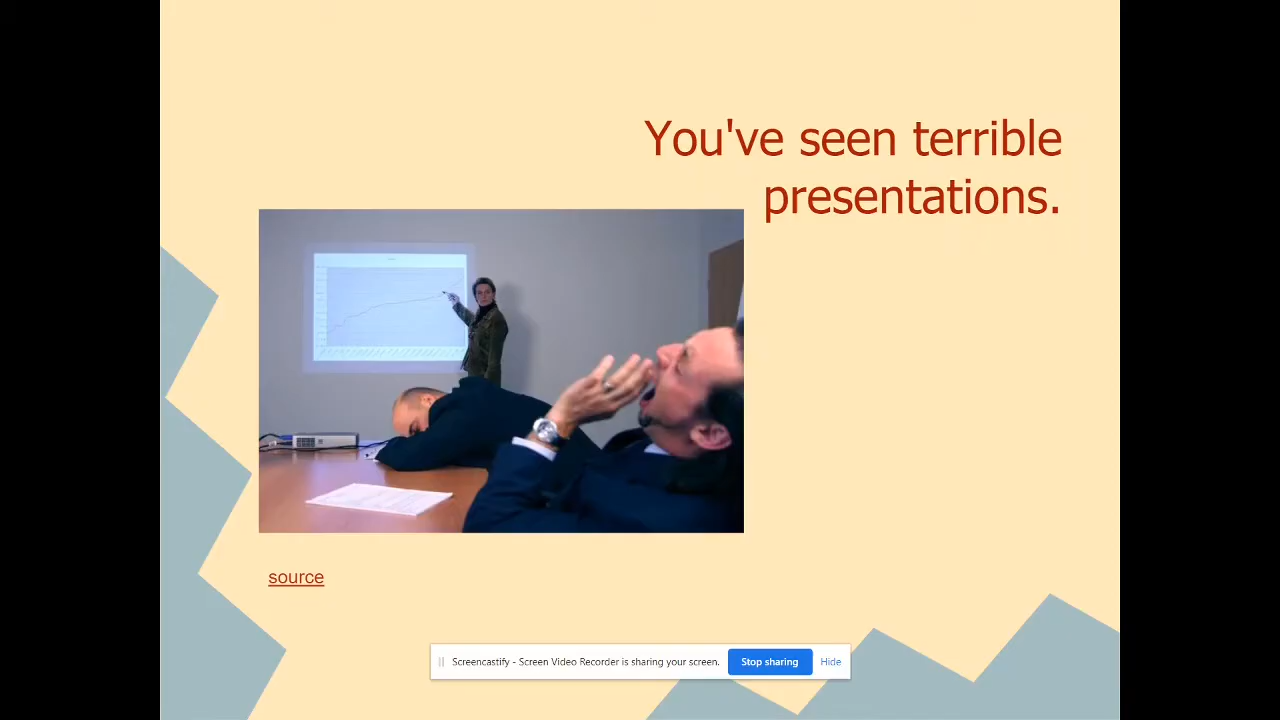 You've seen terrible
presentations.
source
Screencastify - Screen Video Recorder is sharing your screen.
Stop sharing
Hide